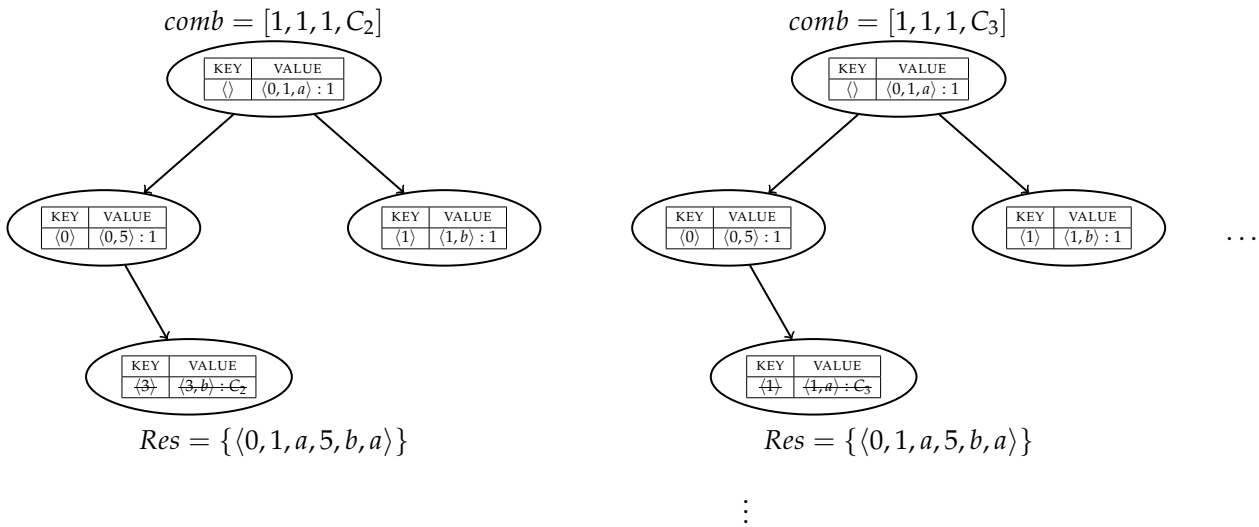 comb = [1, 1, 1, C₂]
KEY VALUE
⟨⟩ ⟨0, 1, a⟩ : 1
KEY VALUE
⟨0⟩ ⟨0, 5⟩ : 1
KEY VALUE
⟨1⟩ ⟨1, b⟩ : 1
KEY VALUE
⟨3⟩ ⟨3, b⟩ : C₂
Res = {⟨0, 1, a, 5, b, a⟩}
comb = [1, 1, 1, C₃]
KEY VALUE
⟨⟩ ⟨0, 1, a⟩ : 1
KEY VALUE
⟨0⟩ ⟨0, 5⟩ : 1
KEY VALUE
⟨1⟩ ⟨1, b⟩ : 1
KEY VALUE
⟨1⟩ ⟨1, a⟩ : C₃
Res = {⟨0, 1, a, 5, b, a⟩}
...
⋮